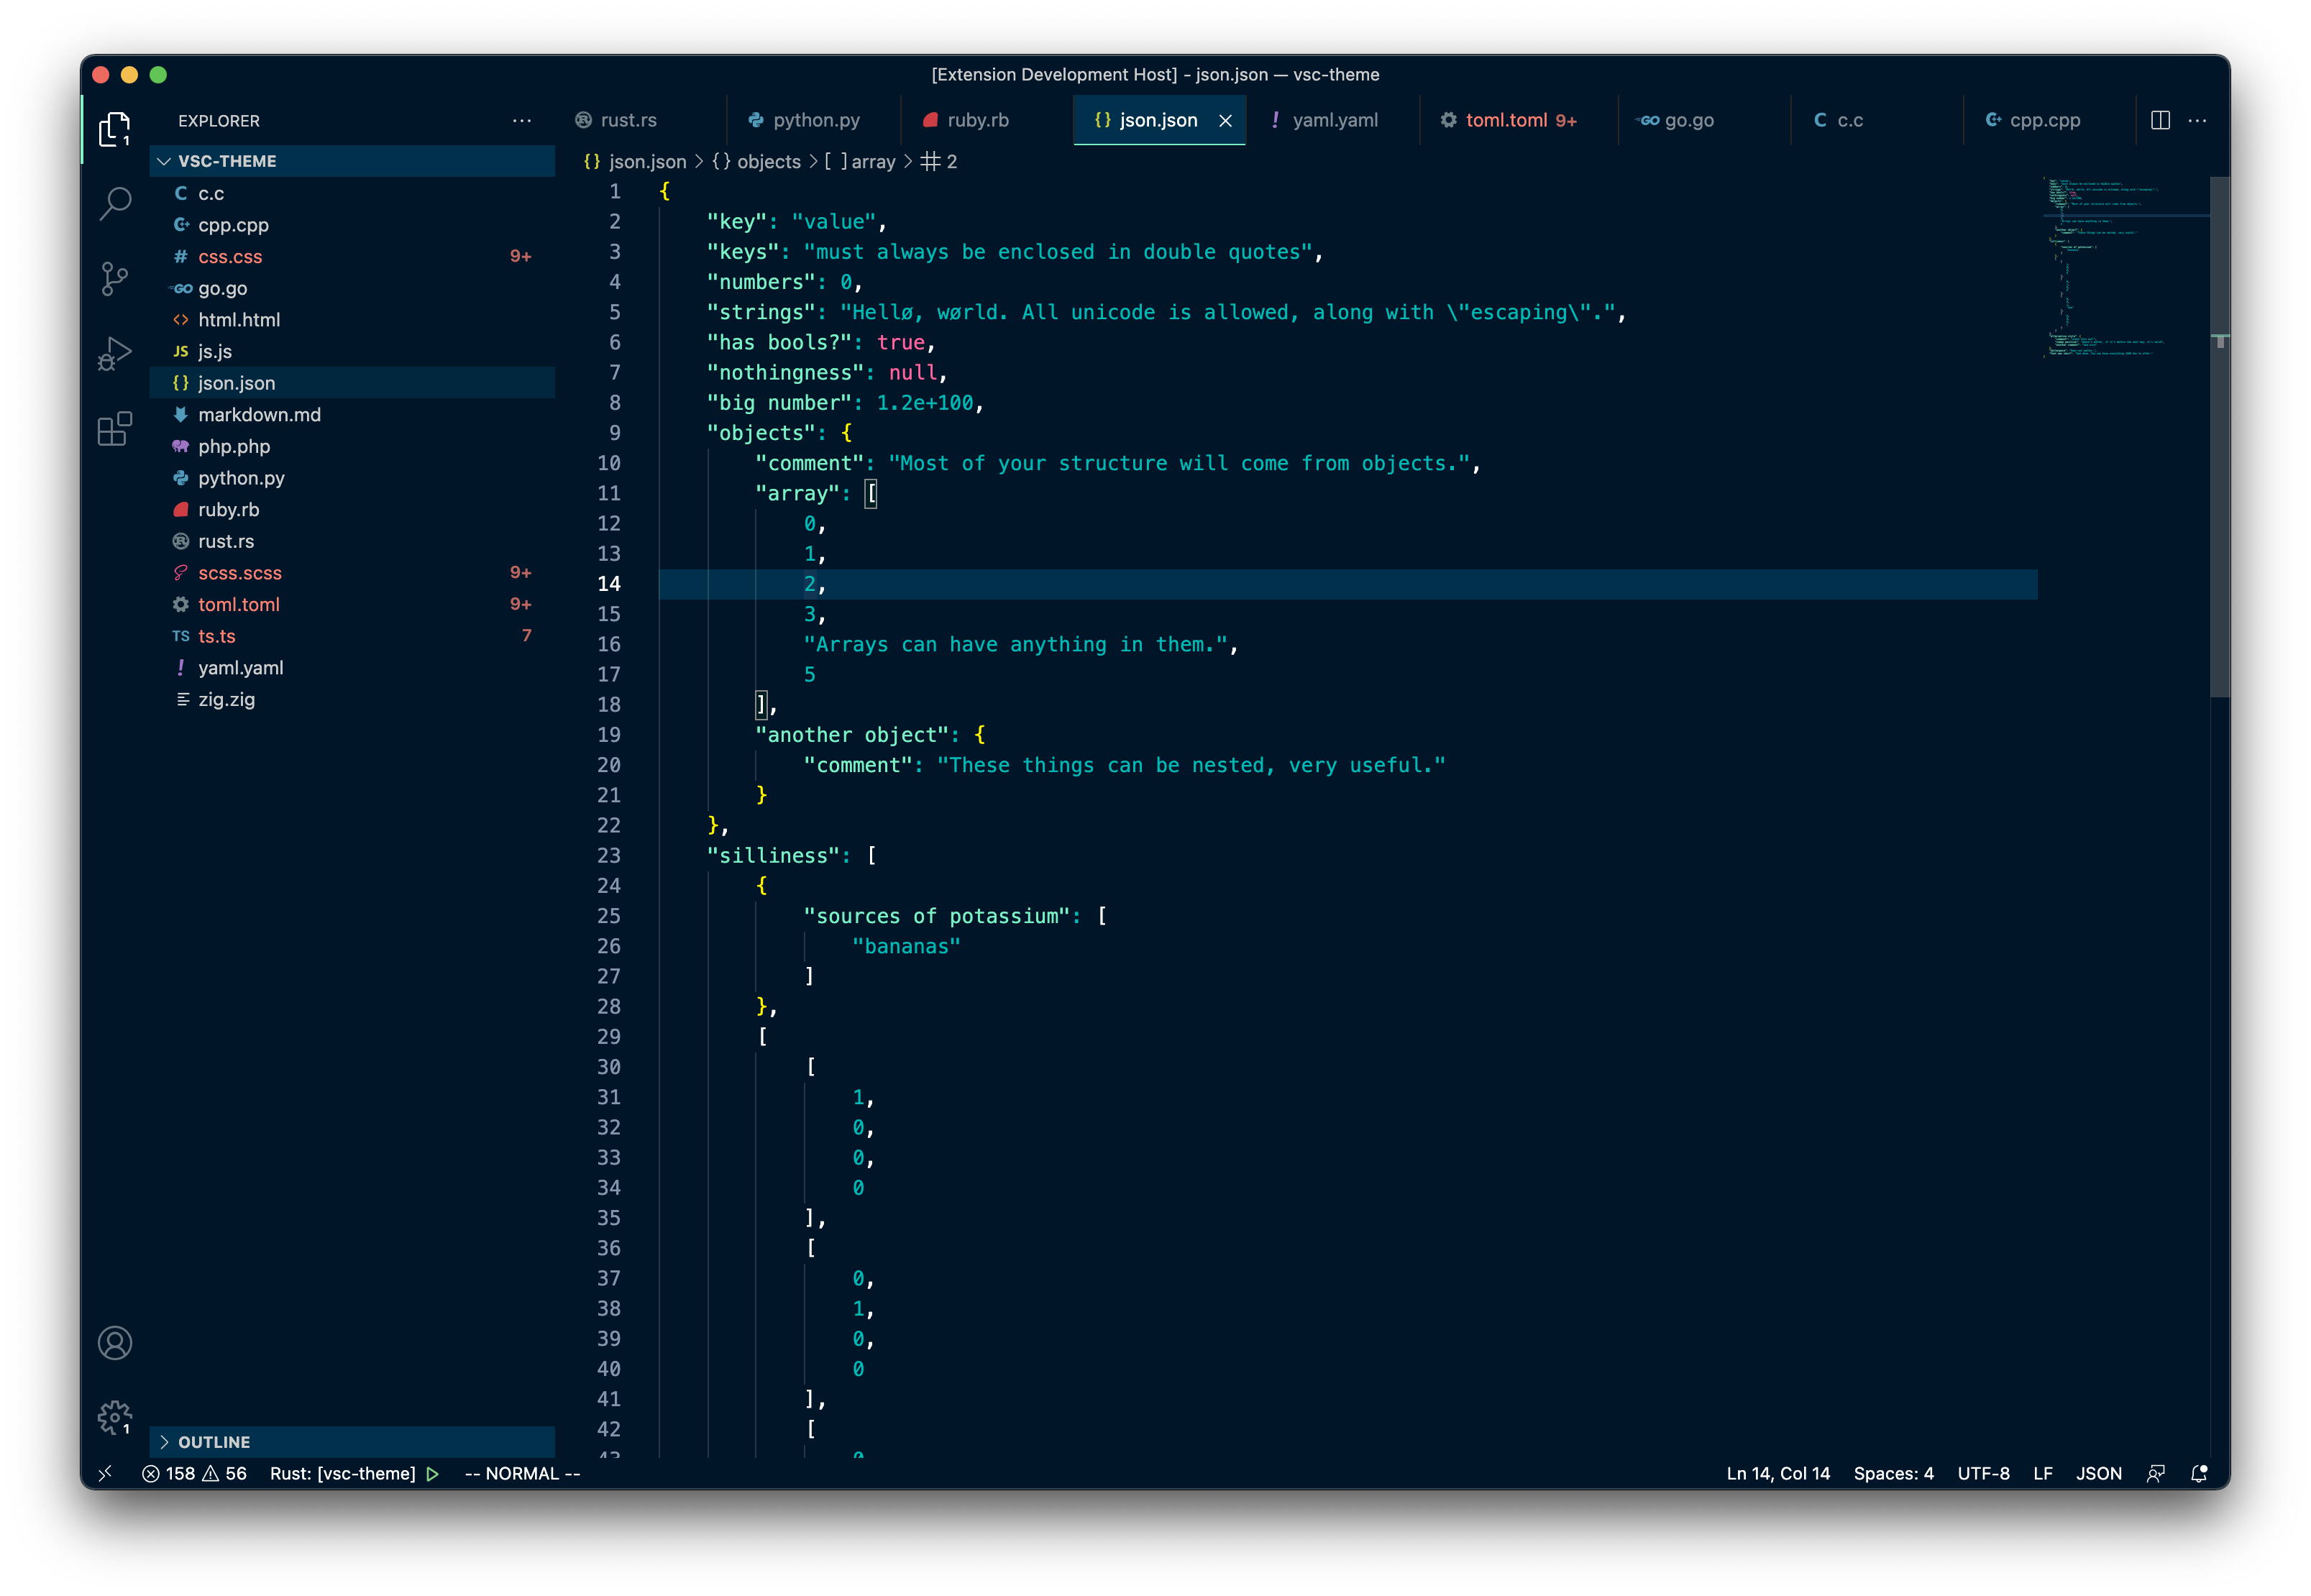 [Extension Development Host] - json.json — vsc-theme
EXPLORER
VSC-THEME
C c.c
cpp.cpp
# css.css 9+
GO go.go
<> html.html
JS js.js
{} json.json
markdown.md
php.php
python.py
ruby.rb
rust.rs
scss.scss 9+
toml.toml 9+
TS ts.ts 7
! yaml.yaml
zig.zig
OUTLINE
1
1
rust.rs python.py ruby.rb {} json.json ! yaml.yaml toml.toml 9+ GO go.go C c.c cpp.cpp
{} json.json > {} objects > [ ] array > # 2
1 {
2 "key": "value",
3 "keys": "must always be enclosed in double quotes",
4 "numbers": 0,
5 "strings": "Hellø, wørld. All unicode is allowed, along with \"escaping\".",
6 "has bools?": true,
7 "nothingness": null,
8 "big number": 1.2e+100,
9 "objects": {
10 "comment": "Most of your structure will come from objects.",
11 "array": [
12 0,
13 1,
14 2,
15 3,
16 "Arrays can have anything in them.",
17 5
18 ],
19 "another object": {
20 "comment": "These things can be nested, very useful."
21 }
22 },
23 "silliness": [
24 {
25 "sources of potassium": [
26 "bananas"
27 ]
28 },
29 [
30 [
31 1,
32 0,
33 0,
34 0
35 ],
36 [
37 0,
38 1,
39 0,
40 0
41 ],
42 [
43 0
158 56 Rust: [vsc-theme] -- NORMAL -- Ln 14, Col 14 Spaces: 4 UTF-8 LF JSON